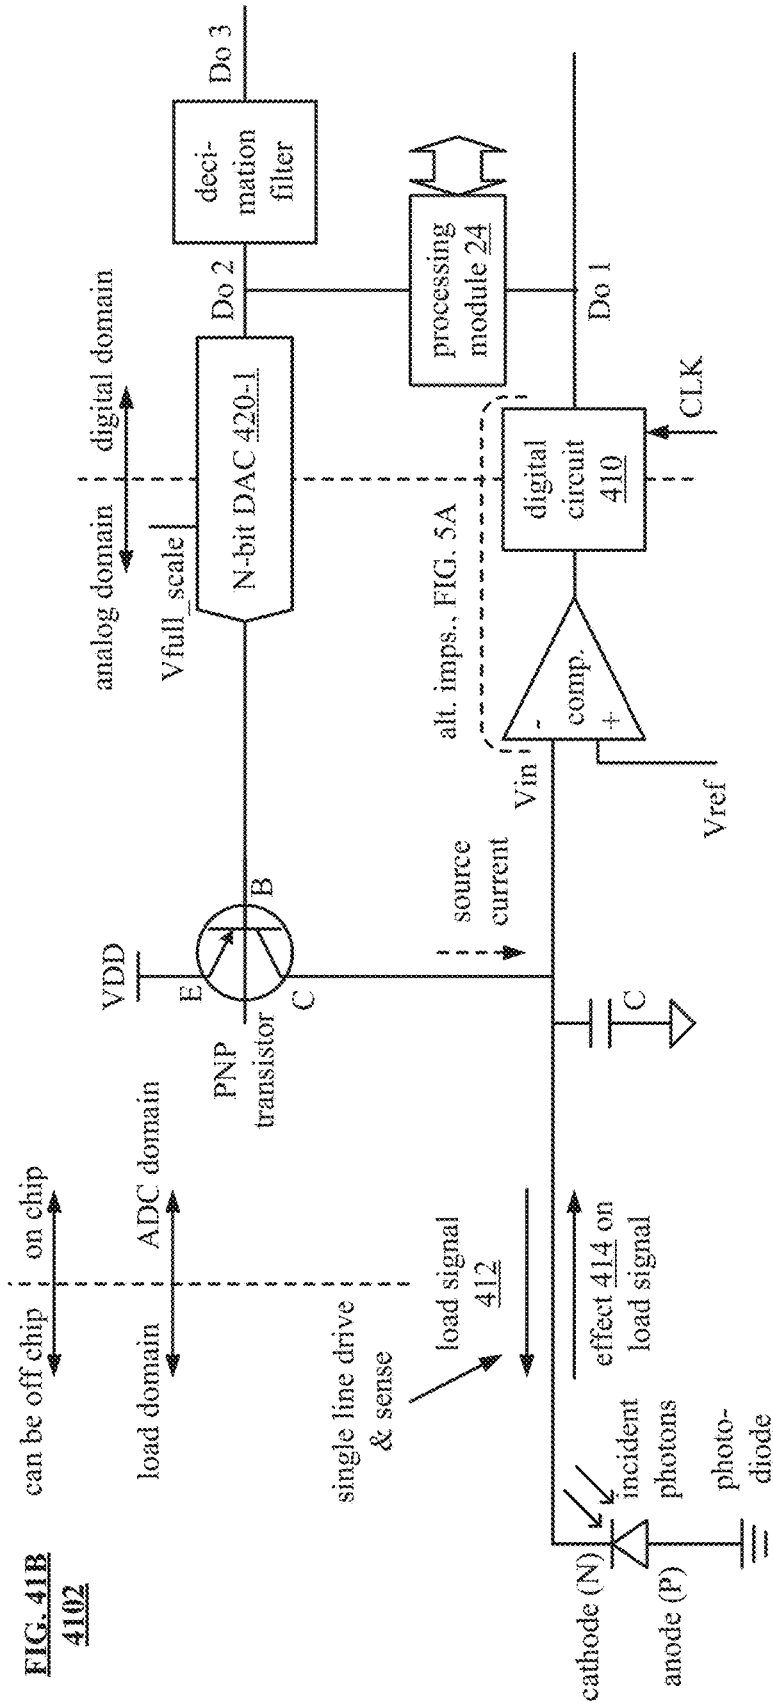 FIG. 41B
4102
can be off chip
on chip
load domain
ADC domain
analog domain
digital domain
VDD
E
B
C
PNP
transistor
Vfull_scale
N-bit DAC 420-1
Do 2
deci-
mation
filter
Do 3
single line drive
& sense
load signal
412
source
current
alt. imps., FIG. 5A
processing
module 24
Vin
-
comp.
+
digital
circuit
410
Do 1
effect 414 on
load signal
C
Vref
CLK
cathode (N)
incident
photons
anode (P)
photo-
diode